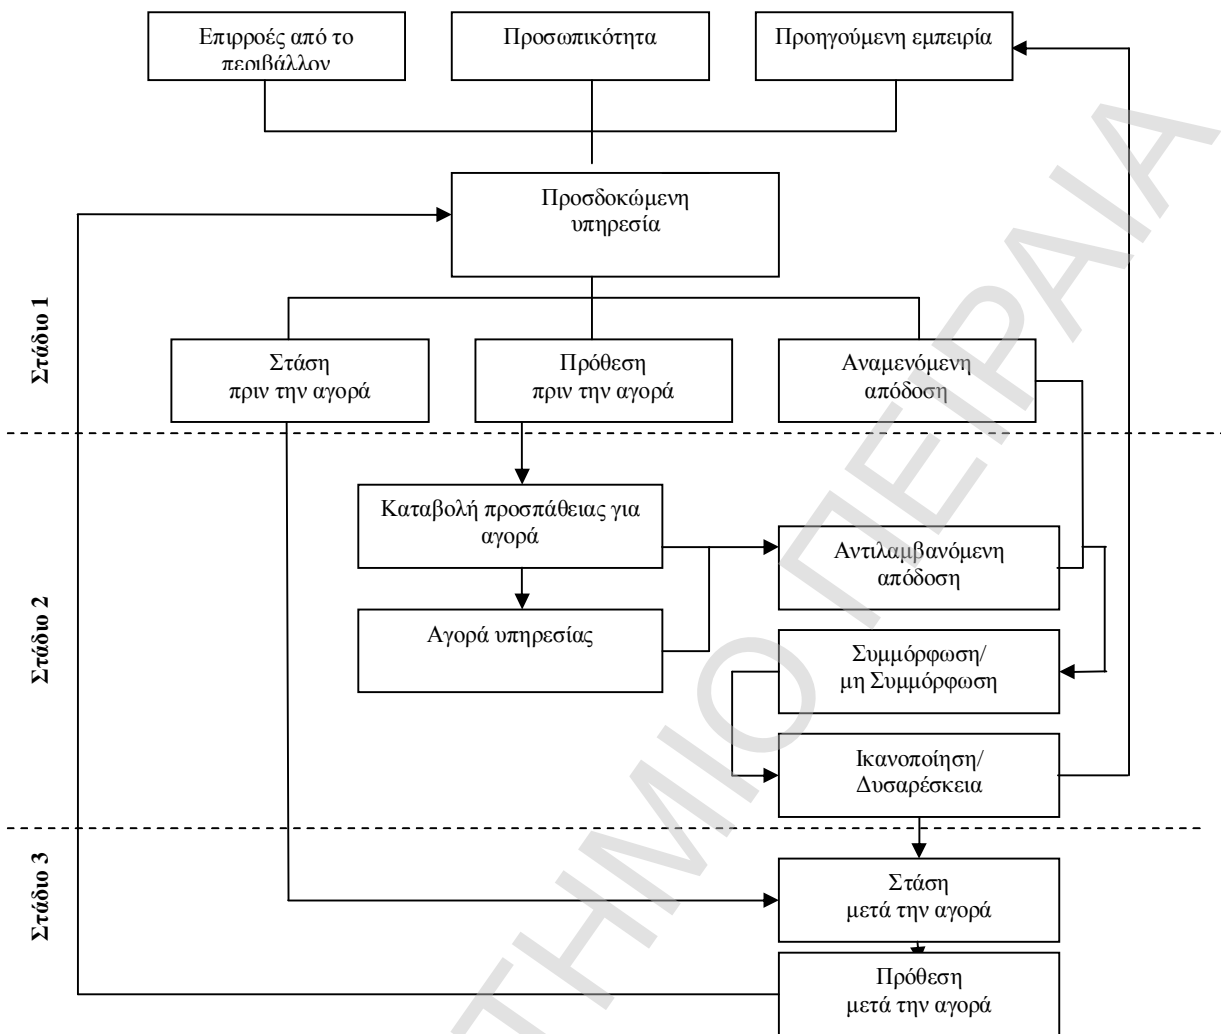 Επιρροές από το
περιβάλλον
Προσωπικότητα
Προηγούμενη εμπειρία
Προσδοκώμενη
υπηρεσία
Στάδιο 1
Στάση
πριν την αγορά
Πρόθεση
πριν την αγορά
Αναμενόμενη
απόδοση
Στάδιο 2
Καταβολή προσπάθειας για
αγορά
Αντιλαμβανόμενη
απόδοση
Αγορά υπηρεσίας
Συμμόρφωση/
μη Συμμόρφωση
Ικανοποίηση/
Δυσαρέσκεια
Στάδιο 3
Στάση
μετά την αγορά
Πρόθεση
μετά την αγορά
ΤΗΜΙΟ ΠΕΙΡΑΙΑ